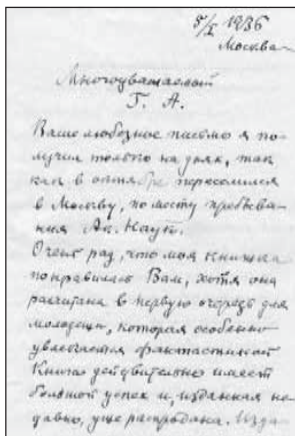 8/I 1936
Москва
Многоуважаемый
Г. А.
Ваше любезное письмо я по-
лучил только на днях, так
как в октябре переселился
в Москву, по месту пребыва-
ния Ак. Наук.
Очень рад, что моя книжка
понравилась Вам, хотя она
расчитана в первую очередь для
молодежи, которая особенно
увлекается фантастикой
Книга действительно имеет
большой успех и, изданная не-
давно, уже распродана. Изда-